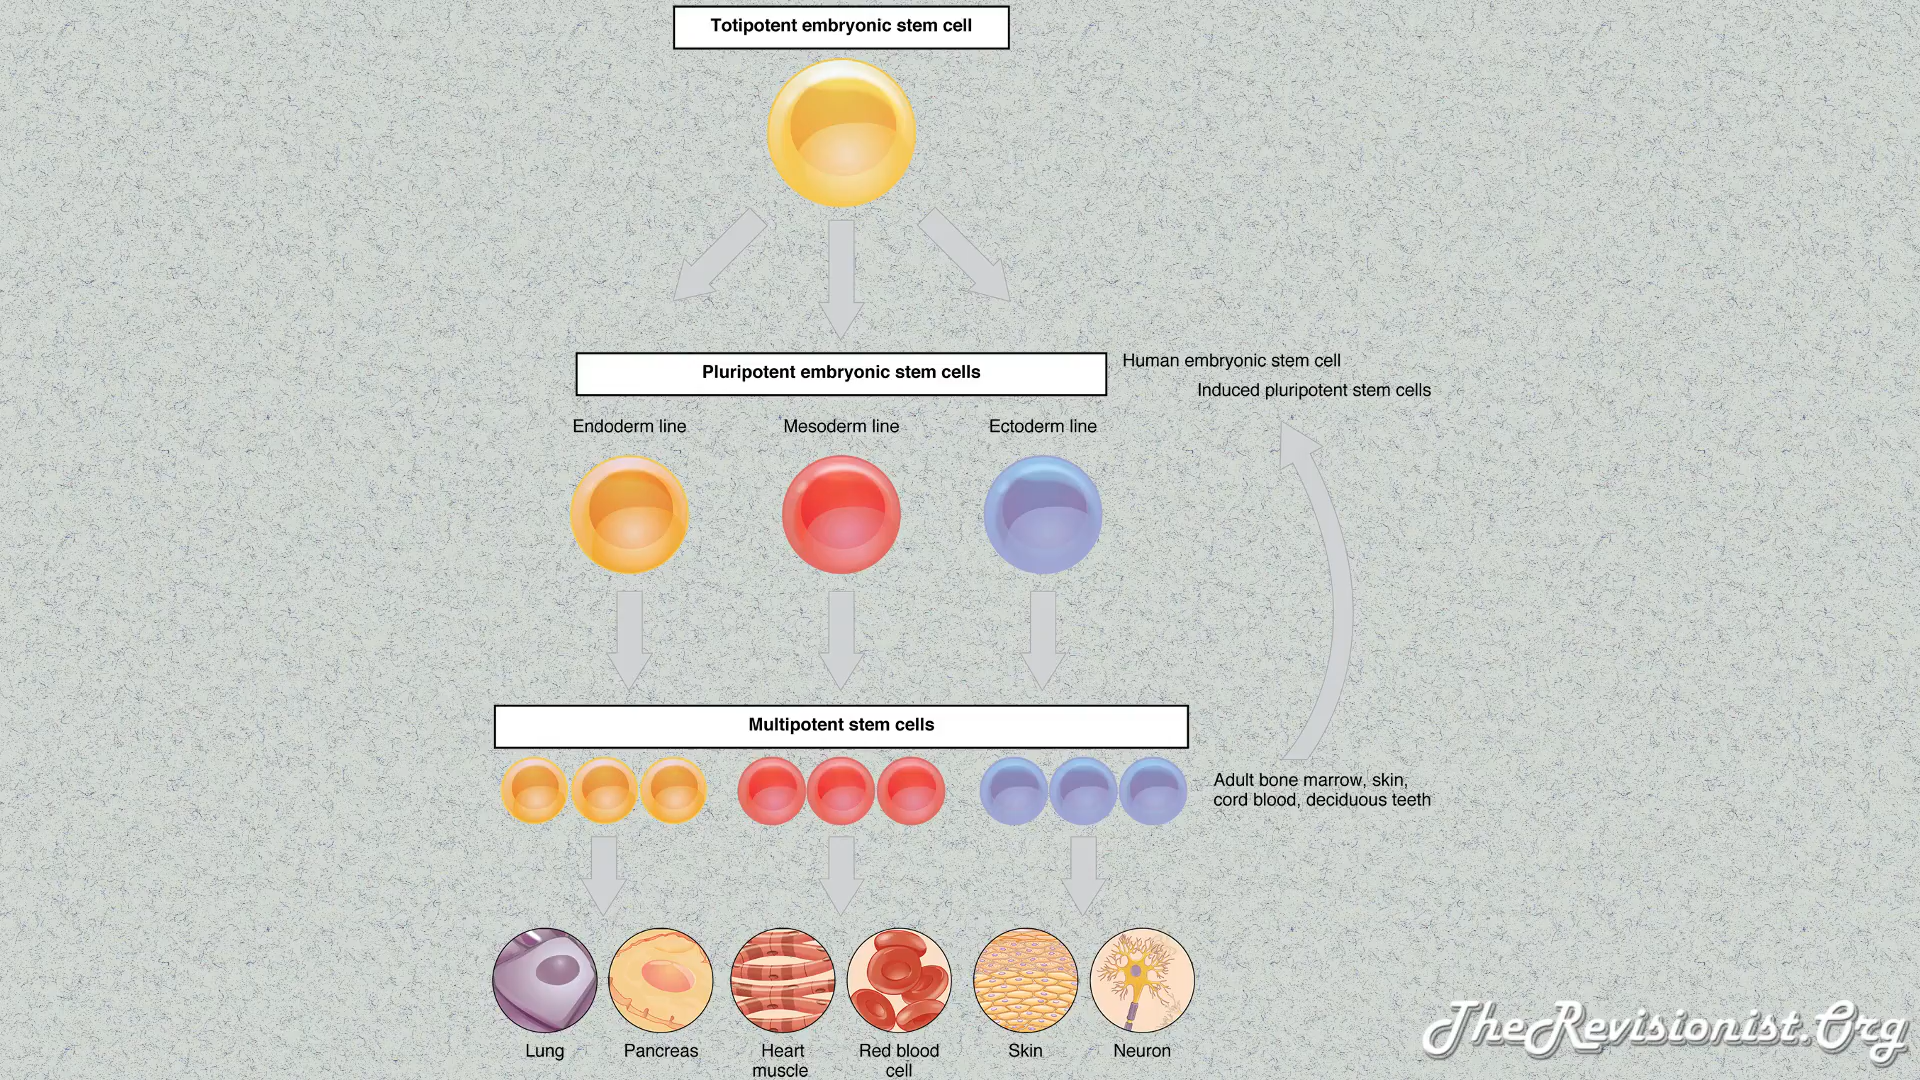 Totipotent embryonic stem cell
Pluripotent embryonic stem cells
Human embryonic stem cell
Induced pluripotent stem cells
Endoderm line
Mesoderm line
Ectoderm line
Multipotent stem cells
Adult bone marrow, skin,
cord blood, deciduous teeth
Lung
Pancreas
Heart
muscle
Red blood
cell
Skin
Neuron
TheRevisionist.Org